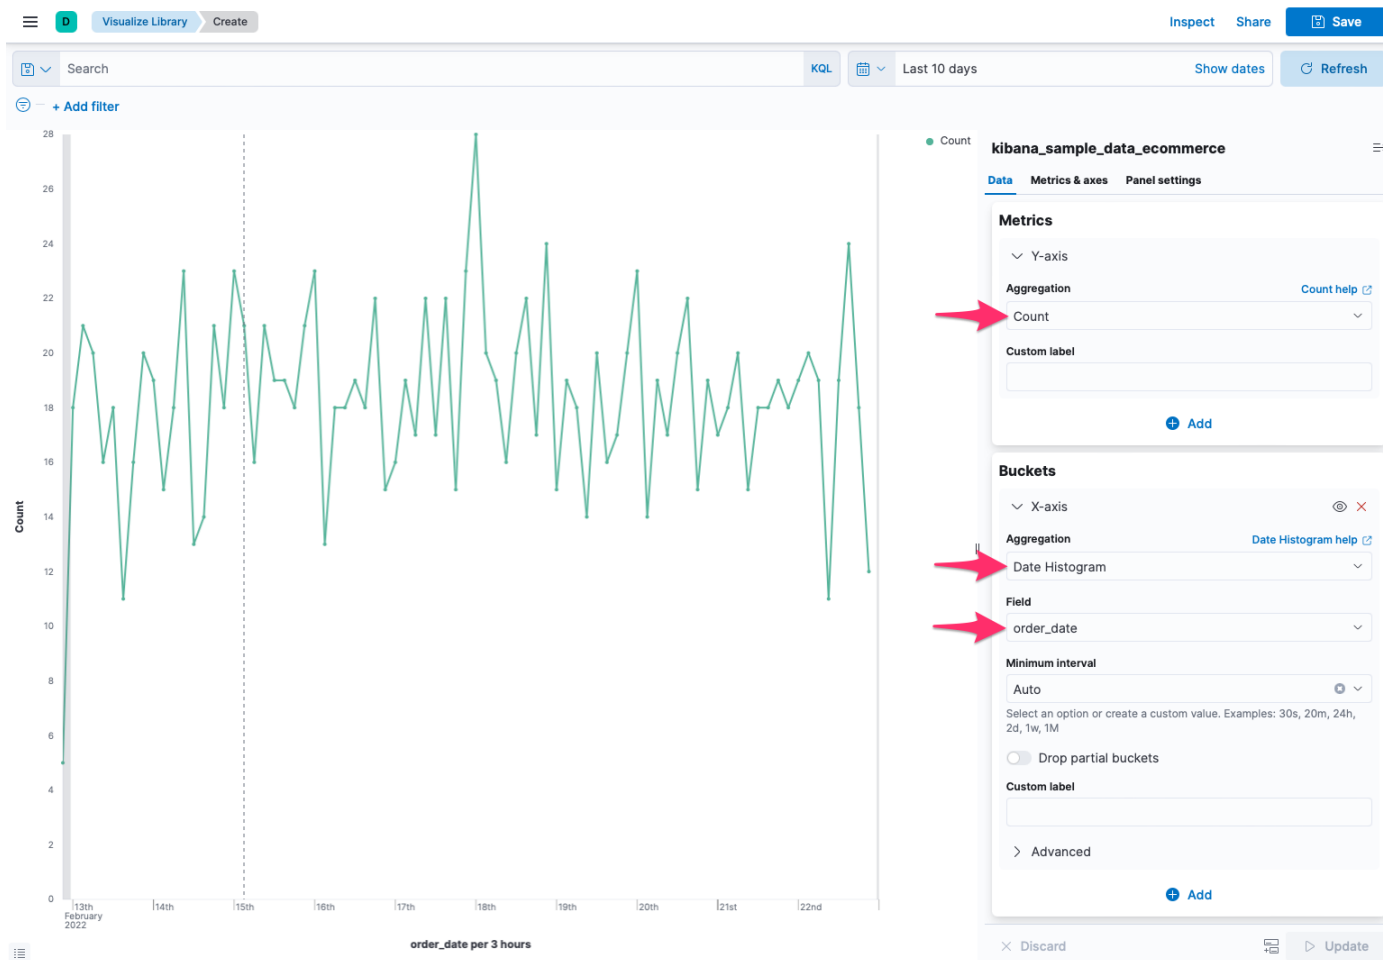 D Visualize Library Create Inspect Share Save
Search KQL Last 10 days Show dates Refresh
+ Add filter
Count
28
26
24
22
20
18
16
14
12
10
8
6
4
2
0
Count
13th 14th 15th 16th 17th 18th 19th 20th 21st 22nd
February
2022
order_date per 3 hours
kibana_sample_data_ecommerce
Data Metrics & axes Panel settings
Metrics
Y-axis
Aggregation Count help
Count
Custom label
Add
Buckets
X-axis
Aggregation Date Histogram help
Date Histogram
Field
order_date
Minimum interval
Auto
Select an option or create a custom value. Examples: 30s, 20m, 24h,
2d, 1w, 1M
Drop partial buckets
Custom label
Advanced
Add
Discard Update